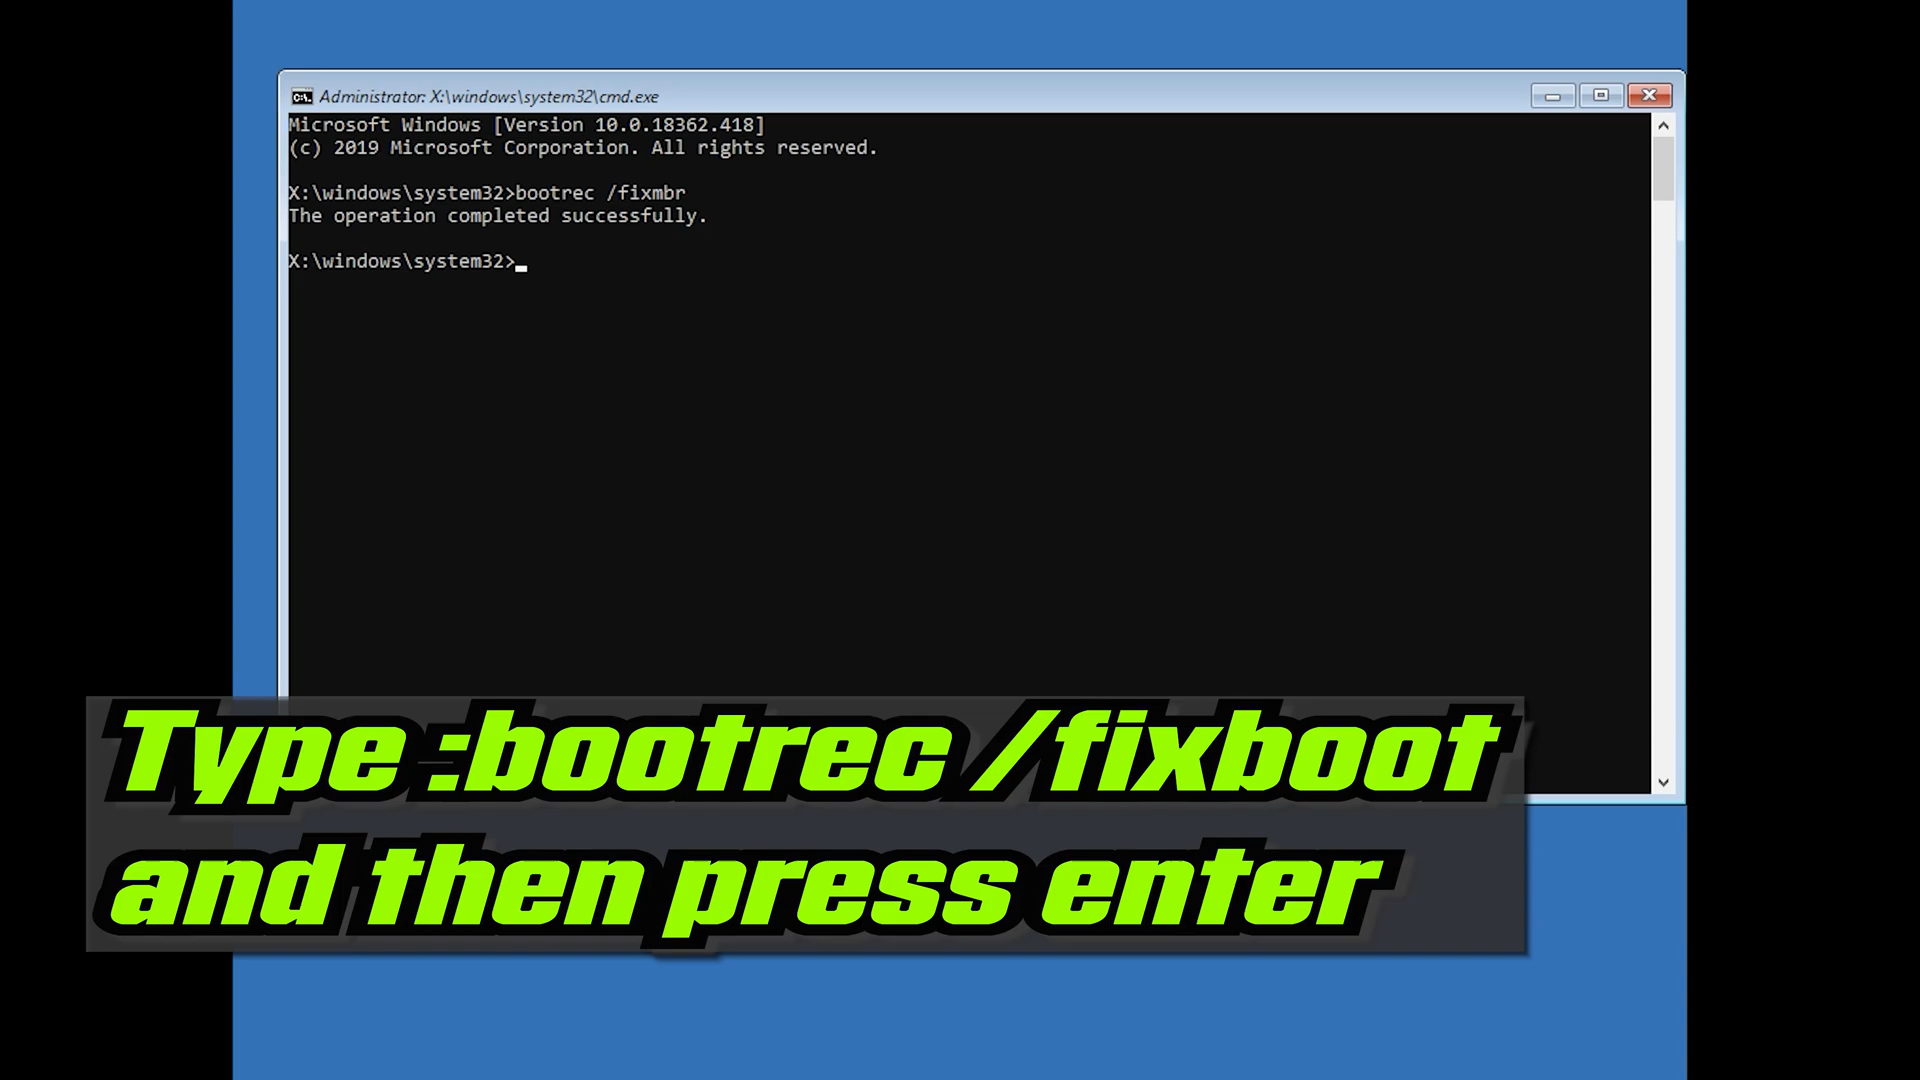 Administrator: X:\windows\system32\cmd.exe
Microsoft Windows [Version 10.0.18362.418]
(c) 2019 Microsoft Corporation. All rights reserved.
X:\windows\system32>bootrec /fixmbr
The operation completed successfully.
X:\windows\system32>
Type :bootrec /fixboot
and then press enter